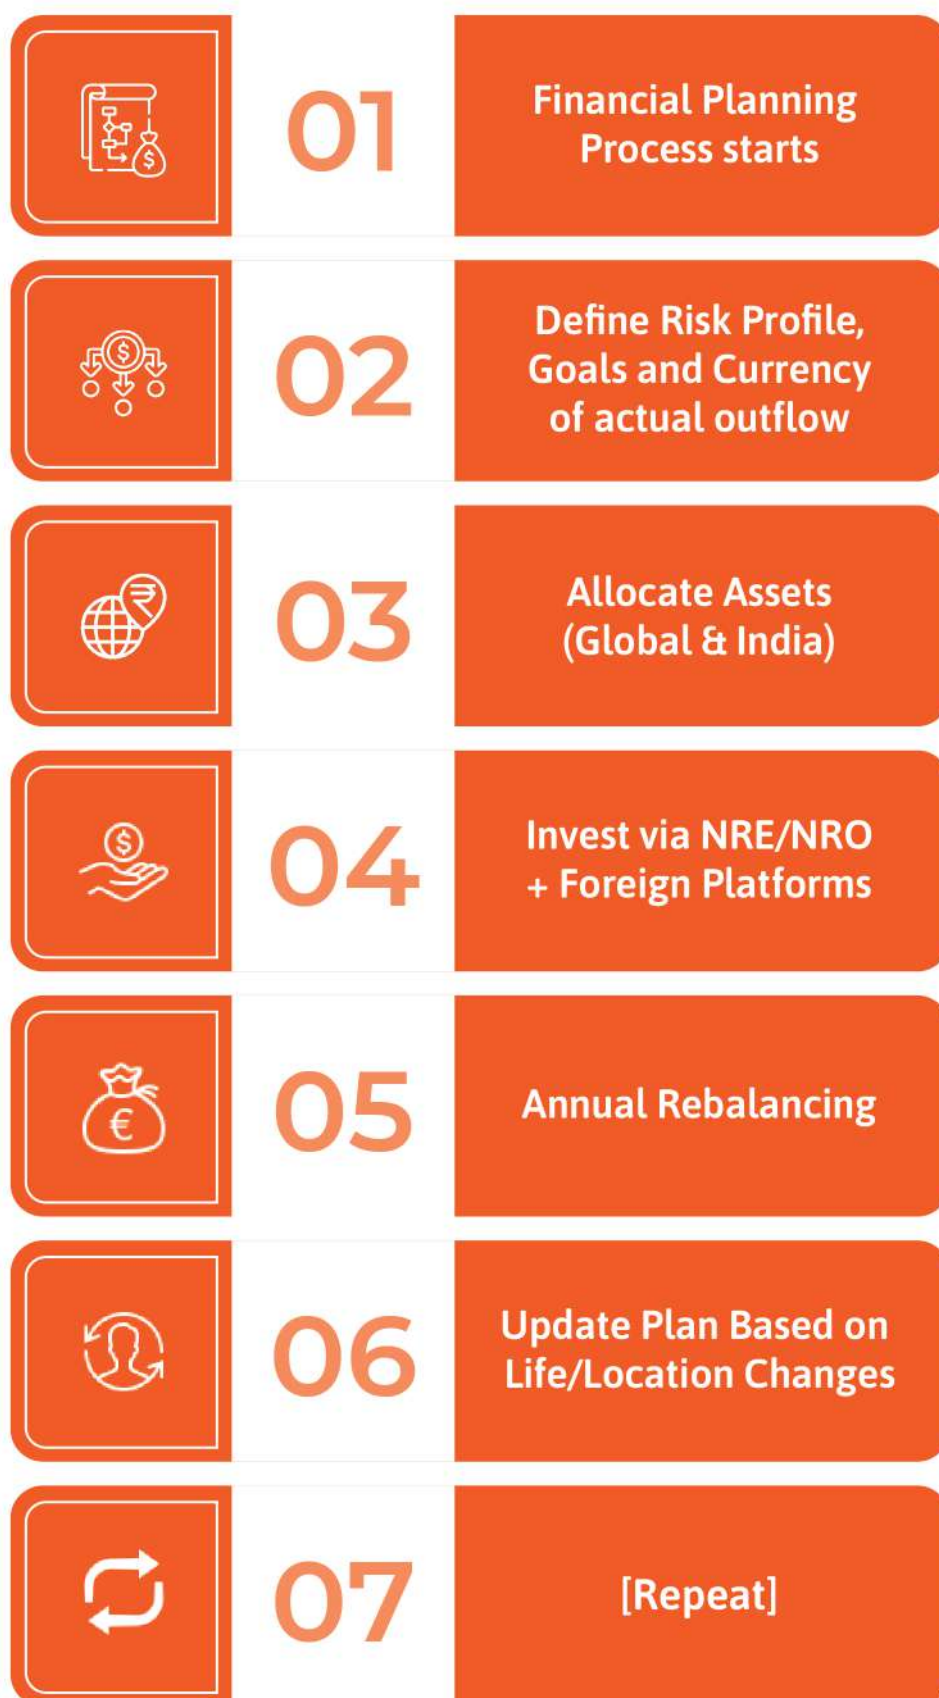 01
Financial Planning
Process starts
02
Define Risk Profile,
Goals and Currency
of actual outflow
03
Allocate Assets
(Global & India)
04
Invest via NRE/NRO
+ Foreign Platforms
05
Annual Rebalancing
06
Update Plan Based on
Life/Location Changes
07
[Repeat]